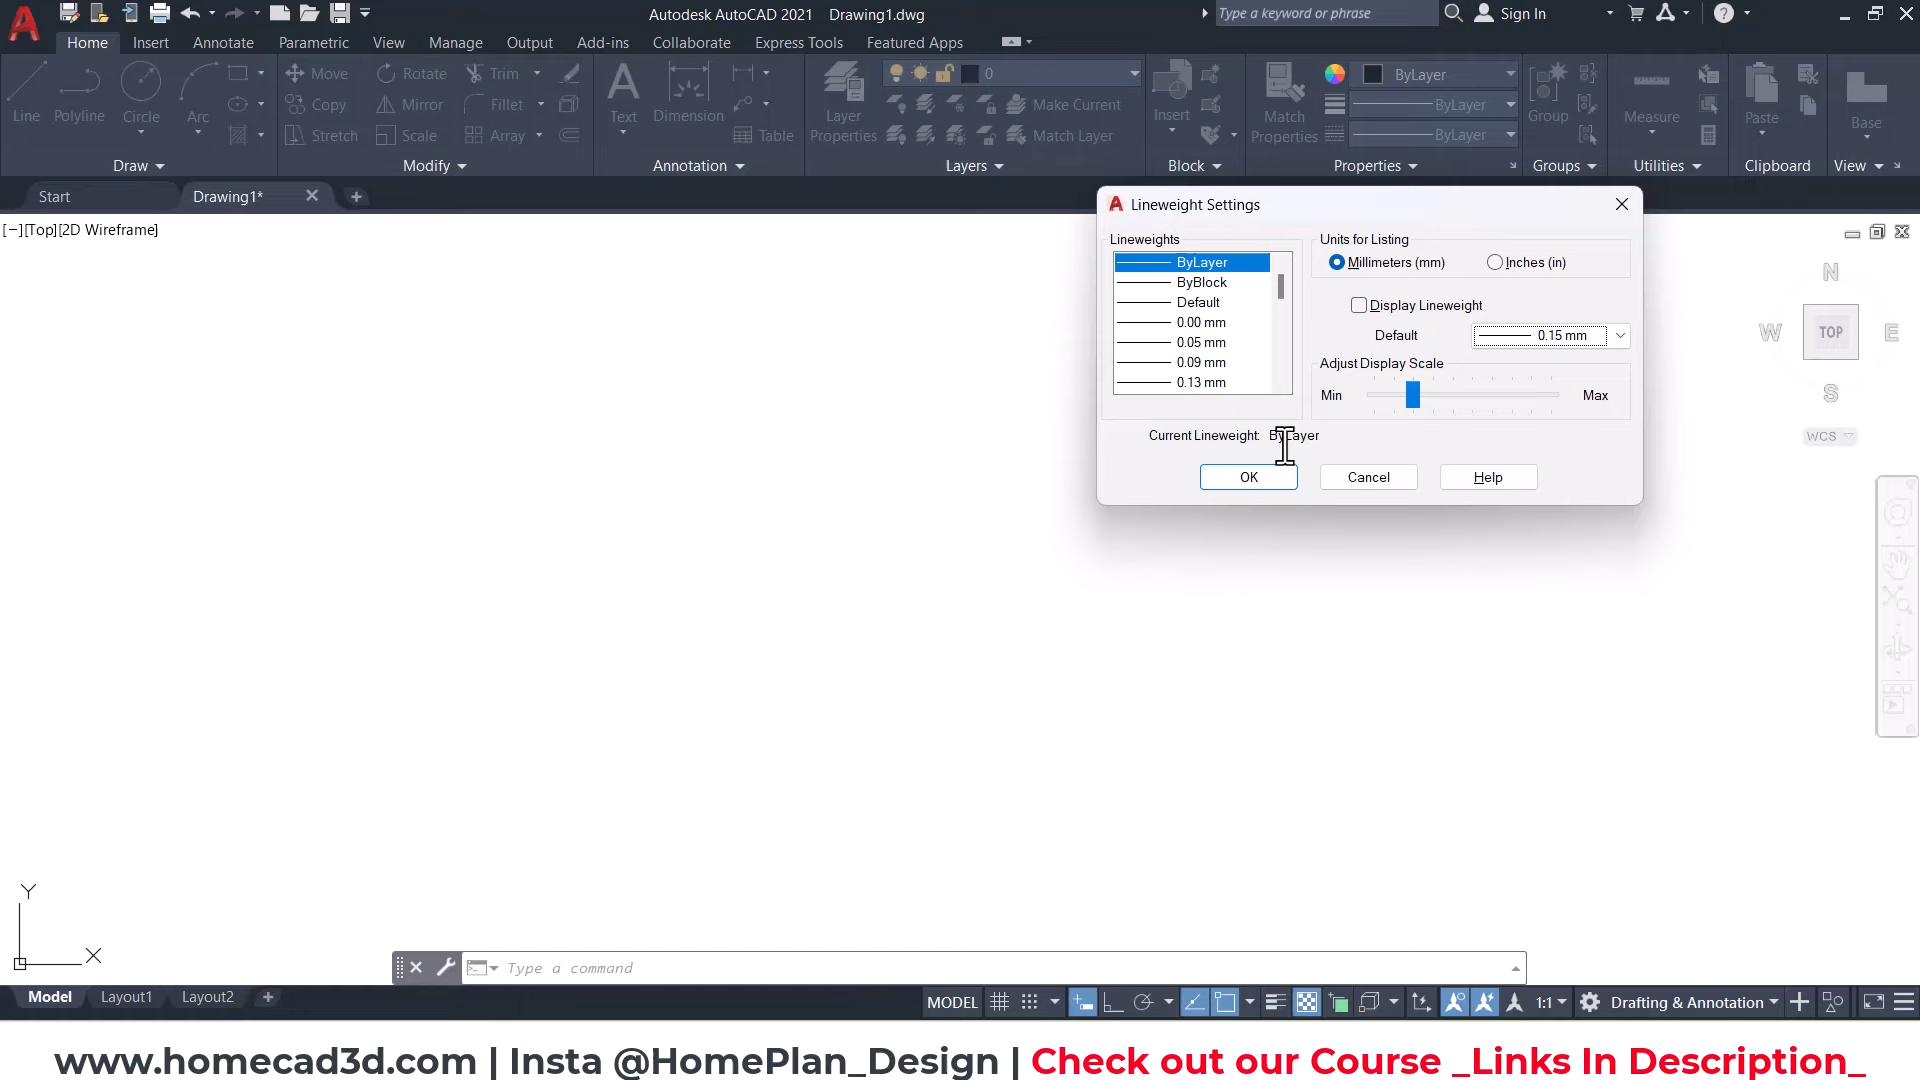 Autodesk AutoCAD 2021 Drawing1.dwg
Type a keyword or phrase
Sign In
Home Insert Annotate Parametric View Manage Output Add-ins Collaborate Express Tools Featured Apps
Line Polyline Circle Arc
Move Rotate Trim
Copy Mirror Fillet
Stretch Scale Array
Text Dimension
Table
Layer Properties
0
Make Current
Match Layer
Insert
Match Properties
ByLayer
ByLayer
ByLayer
Group Measure Paste Base
Draw Modify Annotation Layers Block Properties Groups Utilities Clipboard View
Start Drawing1*
[−][Top][2D Wireframe]
Lineweight Settings
Lineweights
ByLayer
ByBlock
Default
0.00 mm
0.05 mm
0.09 mm
0.13 mm
Units for Listing
Millimeters (mm) Inches (in)
Display Lineweight
Default 0.15 mm
Adjust Display Scale
Min Max
Current Lineweight: ByLayer
OK Cancel Help
N
W TOP E
S
WCS
Y
X
Type a command
Model Layout1 Layout2
MODEL 1:1 Drafting & Annotation
www.homecad3d.com | Insta @HomePlan_Design | Check out our Course _Links In Description_